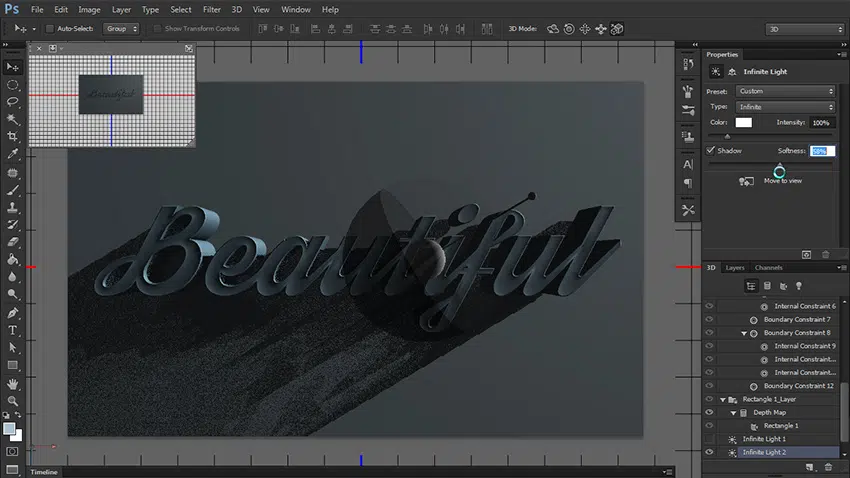 Ps File Edit Image Layer Type Select Filter 3D View Window Help
Auto-Select: Group Show Transform Controls 3D Mode: 3D
Beautiful
Properties
Infinite Light
Preset: Custom
Type: Infinite
Color: Intensity: 100%
Shadow Softness:
Move to view
Beautiful
3D Layers Channels
Internal Constraint 6
Boundary Constraint 7
Boundary Constraint 8
Internal Constraint 9
Internal Constraint...
Internal Constraint...
Boundary Constraint 12
Rectangle 1_Layer
Depth Map
Rectangle 1
Infinite Light 1
Infinite Light 2
Timeline